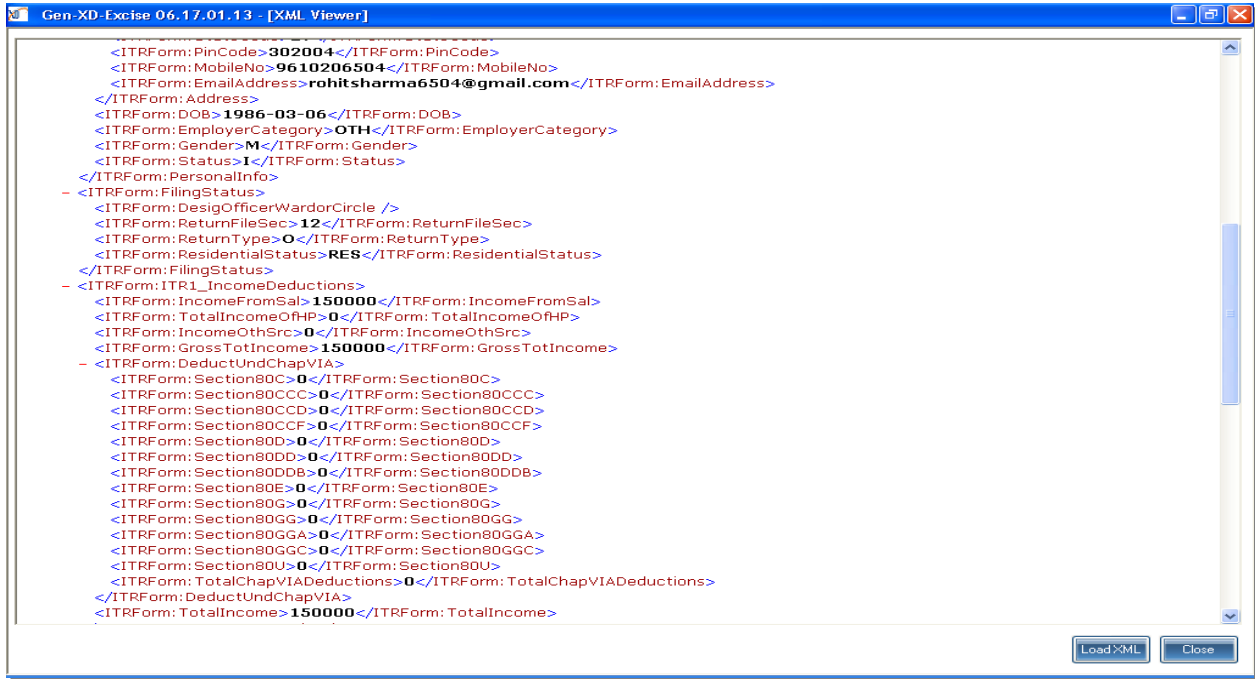 Gen-XD-Excise 06.17.01.13 - [XML Viewer]
<ITRForm:PinCode>302004</ITRForm:PinCode>
<ITRForm:MobileNo>9610206504</ITRForm:MobileNo>
<ITRForm:EmailAddress>rohitsharma6504@gmail.com</ITRForm:EmailAddress>
</ITRForm:Address>
<ITRForm:DOB>1986-03-06</ITRForm:DOB>
<ITRForm:EmployerCategory>OTH</ITRForm:EmployerCategory>
<ITRForm:Gender>M</ITRForm:Gender>
<ITRForm:Status>I</ITRForm:Status>
</ITRForm:PersonalInfo>
- <ITRForm:FilingStatus>
<ITRForm:DesigOfficerWardorCircle />
<ITRForm:ReturnFileSec>12</ITRForm:ReturnFileSec>
<ITRForm:ReturnType>O</ITRForm:ReturnType>
<ITRForm:ResidentialStatus>RES</ITRForm:ResidentialStatus>
</ITRForm:FilingStatus>
- <ITRForm:ITR1_IncomeDeductions>
<ITRForm:IncomeFromSal>150000</ITRForm:IncomeFromSal>
<ITRForm:TotalIncomeOfHP>0</ITRForm:TotalIncomeOfHP>
<ITRForm:IncomeOthSrc>0</ITRForm:IncomeOthSrc>
<ITRForm:GrossTotIncome>150000</ITRForm:GrossTotIncome>
- <ITRForm:DeductUndChapVIA>
<ITRForm:Section80C>0</ITRForm:Section80C>
<ITRForm:Section80CCC>0</ITRForm:Section80CCC>
<ITRForm:Section80CCD>0</ITRForm:Section80CCD>
<ITRForm:Section80CCF>0</ITRForm:Section80CCF>
<ITRForm:Section80D>0</ITRForm:Section80D>
<ITRForm:Section80DD>0</ITRForm:Section80DD>
<ITRForm:Section80DDB>0</ITRForm:Section80DDB>
<ITRForm:Section80E>0</ITRForm:Section80E>
<ITRForm:Section80G>0</ITRForm:Section80G>
<ITRForm:Section80GG>0</ITRForm:Section80GG>
<ITRForm:Section80GGA>0</ITRForm:Section80GGA>
<ITRForm:Section80GGC>0</ITRForm:Section80GGC>
<ITRForm:Section80U>0</ITRForm:Section80U>
<ITRForm:TotalChapVIADeductions>0</ITRForm:TotalChapVIADeductions>
</ITRForm:DeductUndChapVIA>
<ITRForm:TotalIncome>150000</ITRForm:TotalIncome>
Load XML Close